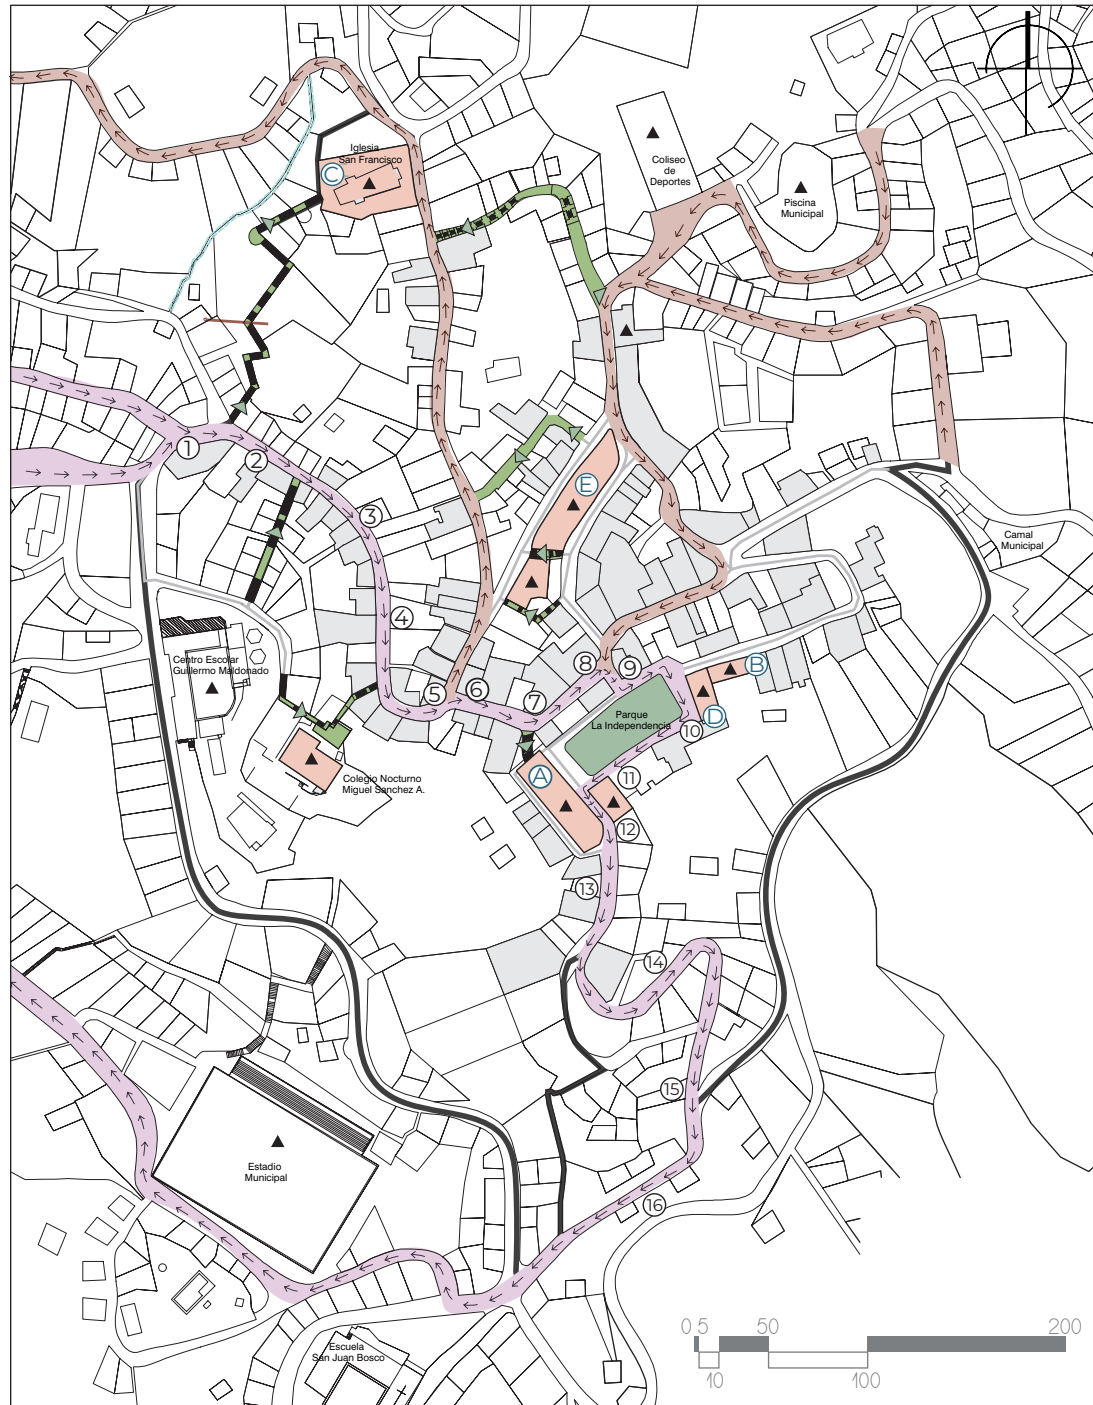 Iglesia
San Francisco
C
Coliseo
de
Deportes
Piscina
Municipal
1
2
3
E
Camal
Municipal
4
Centro Escolar
Guillermo Maldonado
5
6
7
8
9
B
D
Parque
La Independencia
10
Colegio Nocturno
Miguel Sanchez A.
A
11
12
13
14
15
16
Estadio
Municipal
Escuela
San Juan Bosco
0 5 50 200
10 100